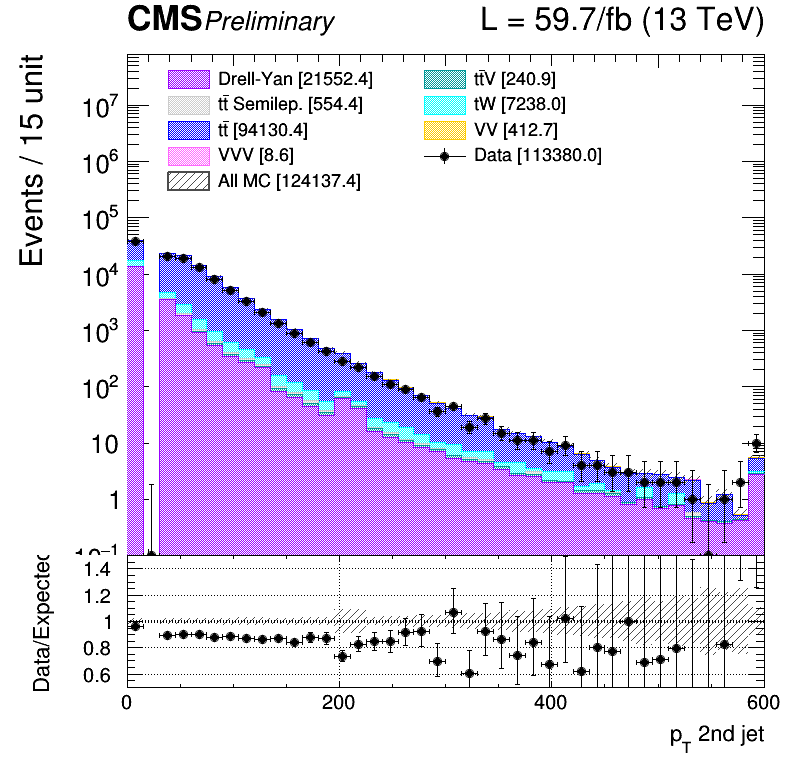 CMS Preliminary L = 59.7/fb (13 TeV)
Events / 15 unit
Drell-Yan [21552.4]
tt̄ Semilep. [554.4]
tt̄ [94130.4]
VVV [8.6]
All MC [124137.4]
tt̄V [240.9]
tW [7238.0]
VV [412.7]
Data [113380.0]
10⁷
10⁶
10⁵
10⁴
10³
10²
10
1
10⁻¹
Data/Expected
1.4
1.2
1
0.8
0.6
0 200 400 600
p_T 2nd jet